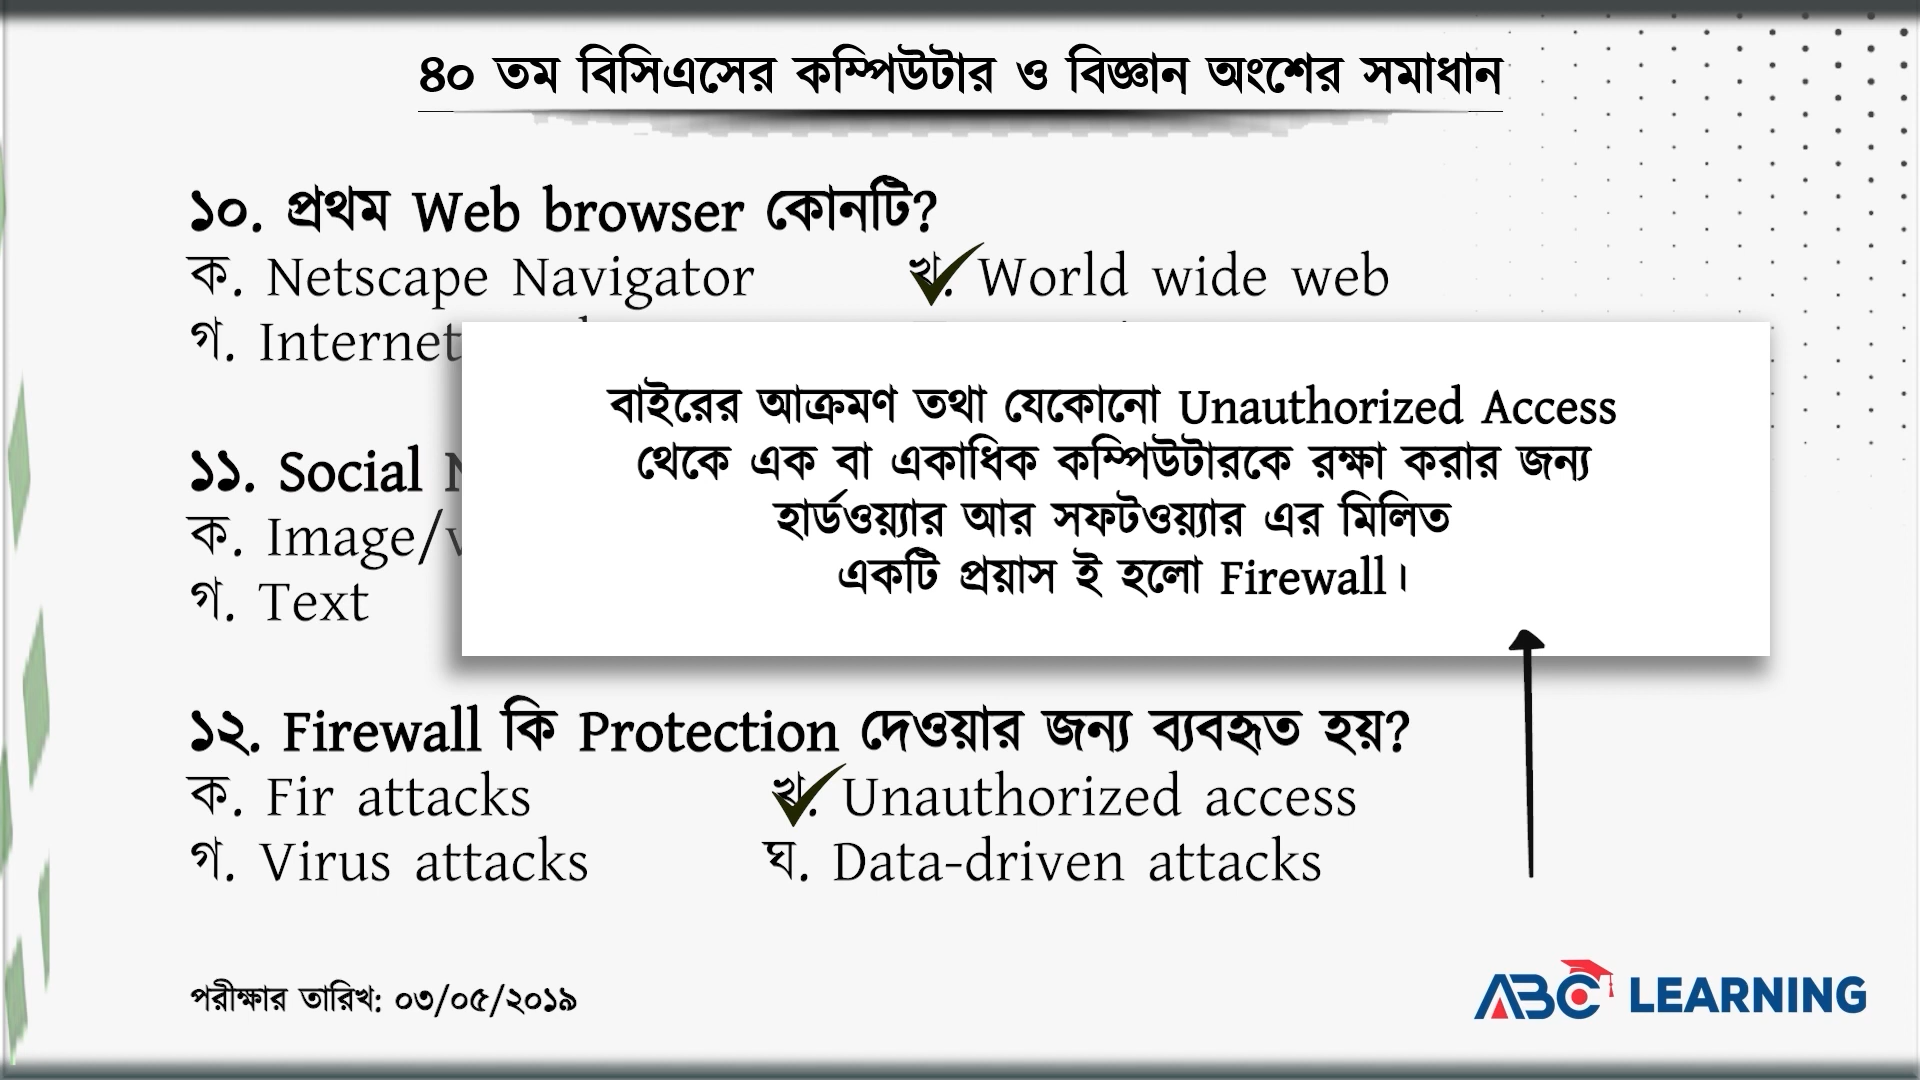 ৪০ তম বিসিএসের কম্পিউটার ও বিজ্ঞান অংশের সমাধান
১০. প্রথম Web browser কোনটি?
ক. Netscape Navigator খ. World wide web
গ. Internet
বাইরের আক্রমণ তথা যেকোনো Unauthorized Access
থেকে এক বা একাধিক কম্পিউটারকে রক্ষা করার জন্য
হার্ডওয়্যার আর সফটওয়্যার এর মিলিত
একটি প্রয়াস ই হলো Firewall।
১১. Social
ক. Image/
গ. Text
১২. Firewall কি Protection দেওয়ার জন্য ব্যবহৃত হয়?
ক. Fir attacks খ. Unauthorized access
গ. Virus attacks ঘ. Data-driven attacks
পরীক্ষার তারিখ: ০৩/০৫/২০১৯
ABC LEARNING